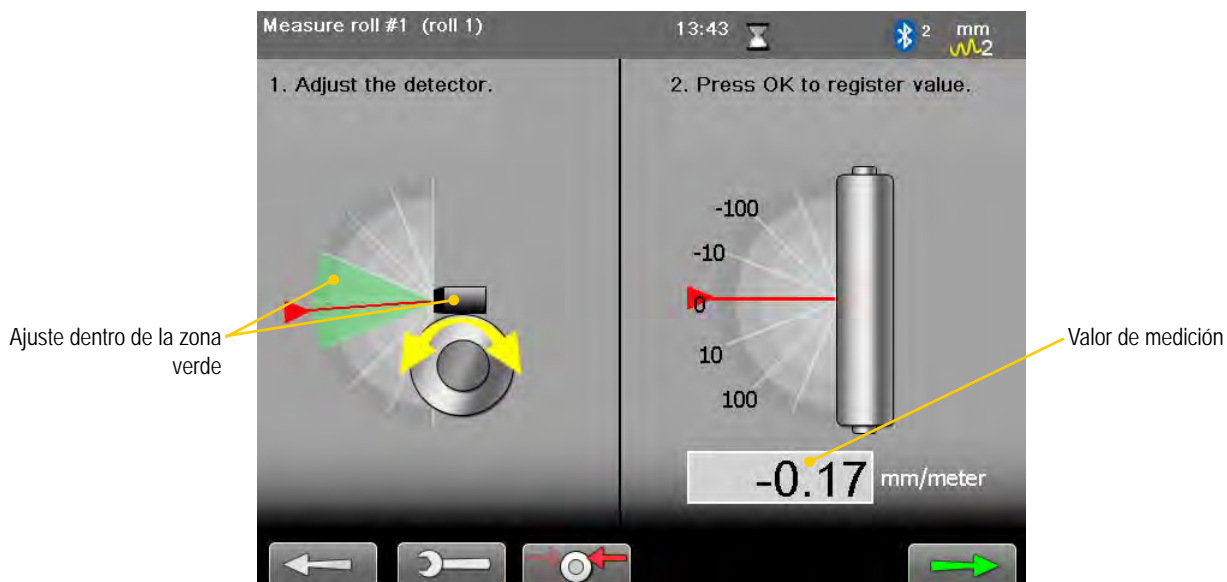 Measure roll #1 (roll 1)
13:43
2
mm
2
1. Adjust the detector.
2. Press OK to register value.
-100
-10
0
10
100
Ajuste dentro de la zona
verde
Valor de medición
-0.17 mm/meter